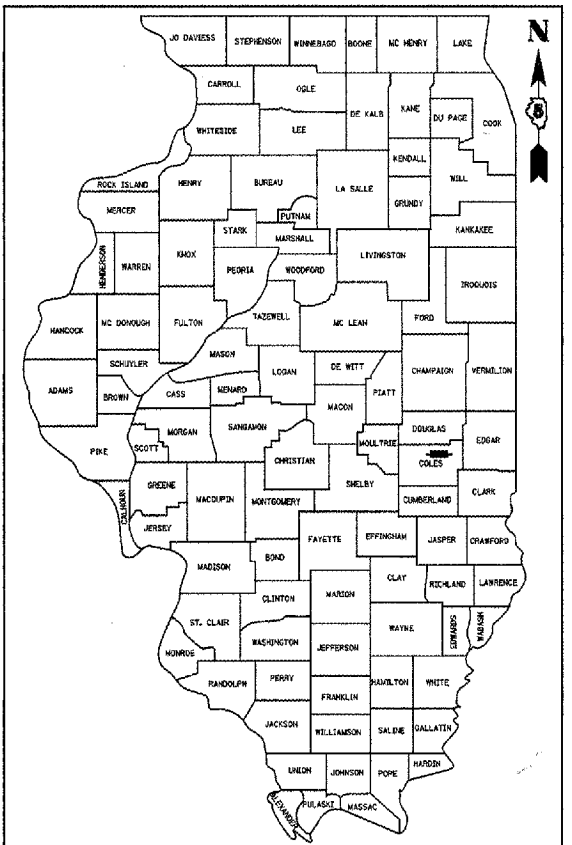 JO DAVIESS STEPHENSON WINNEBAGO BOONE MC HENRY LAKE
N
CARROLL OGLE
DE KALB KANE DU PAGE COOK
WHITESIDE LEE
KENDALL
ROCK ISLAND HENRY BUREAU LA SALLE WILL
MERCER PUTNAM GRUNDY
STARK MARSHALL KANKAKEE
HENDERSON WARREN KNOX PEORIA WOODFORD LIVINGSTON
IROQUOIS
HANCOCK MC DONOUGH FULTON TAZEWELL MC LEAN FORD
MASON
SCHUYLER LOGAN DE WITT CHAMPAIGN VERMILION
ADAMS BROWN CASS MENARD PIATT
MACON
MORGAN SANGAMON DOUGLAS
PIKE SCOTT MOULTRIE EDGAR
CHRISTIAN COLES
GREENE SHELBY CLARK
CALHOUN MACOUPIN MONTGOMERY CUMBERLAND
JERSEY
FAYETTE EFFINGHAM JASPER CRAWFORD
MADISON BOND
CLAY
CLINTON MARION RICHLAND LAWRENCE
ST. CLAIR WAYNE EDWARDS WABASH
WASHINGTON JEFFERSON
MONROE
RANDOLPH PERRY HAMILTON WHITE
FRANKLIN
JACKSON WILLIAMSON SALINE GALLATIN
UNION JOHNSON POPE HARDIN
ALEXANDER PULASKI MASSAC